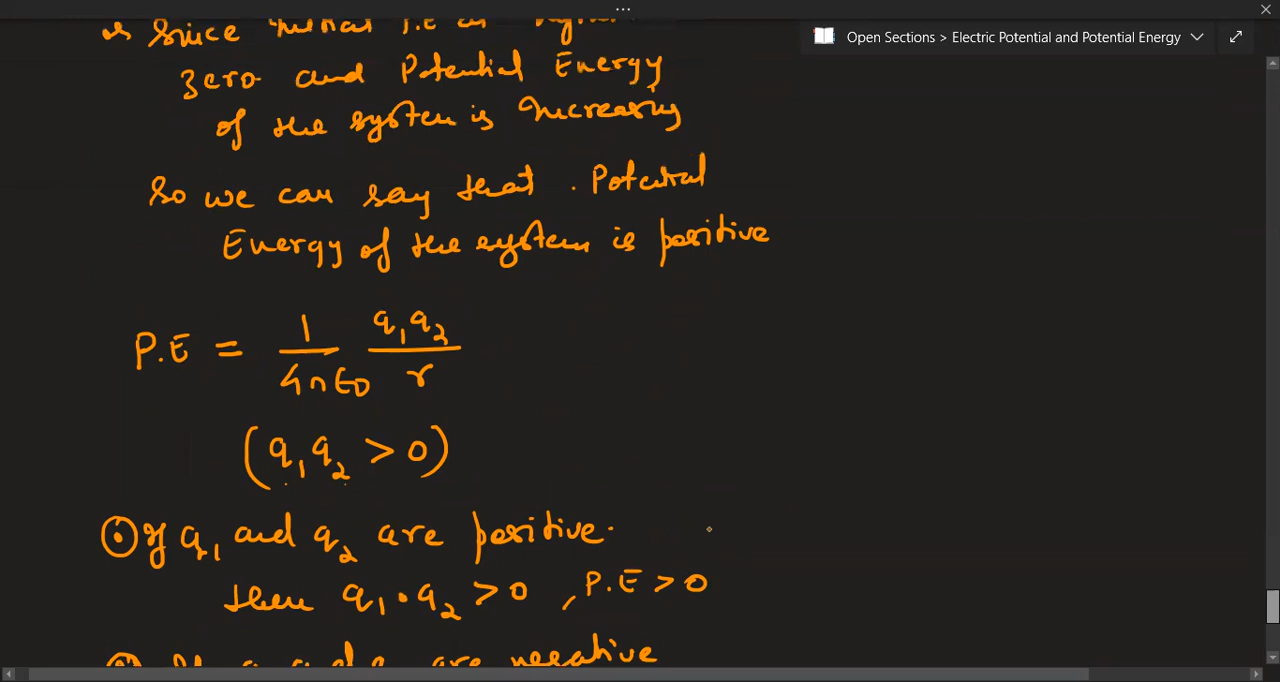 Open Sections > Electric Potential and Potential Energy
Since initial P.E at
zero and Potential Energy
of the system is increasing
So we can say that . Potential
Energy of the system is positive
P.E = 1/4πε0 q1q2/r
(q1q2 > 0)
If q1 and q2 are positive.
then q1 . q2 > 0 , P.E > 0
are negative